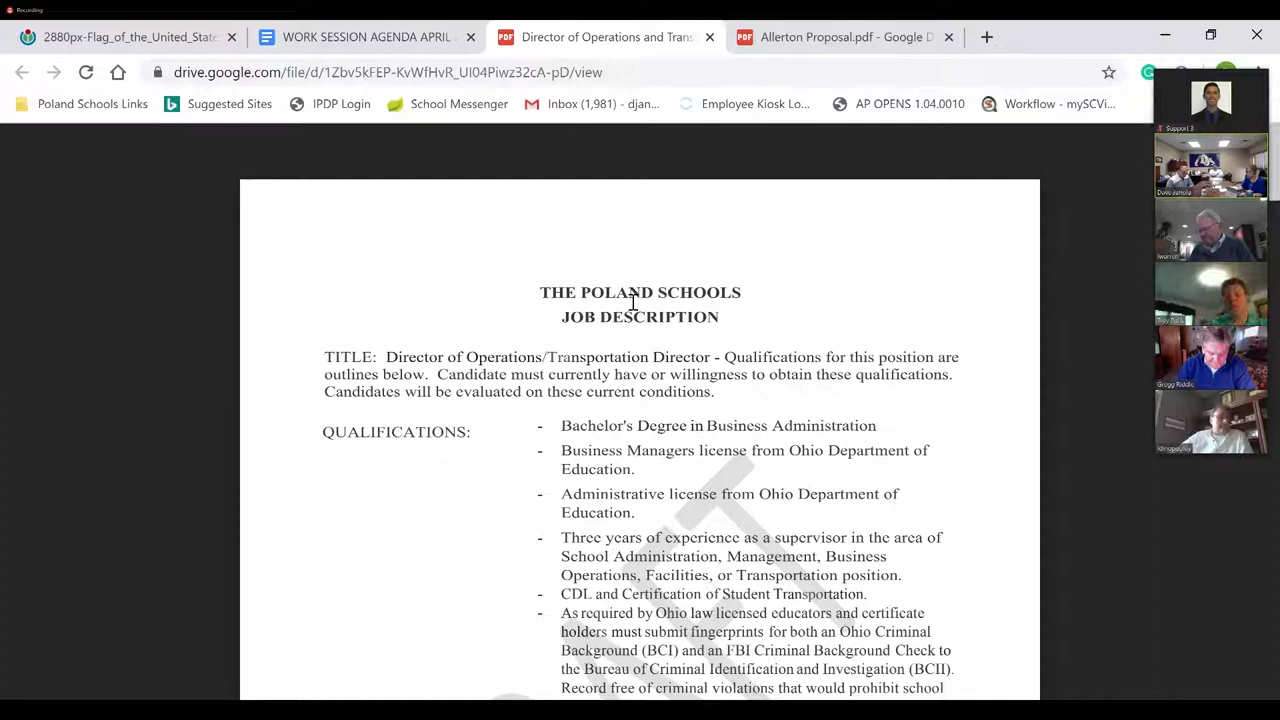 Recording
2880px-Flag_of_the_United_State
WORK SESSION AGENDA APRIL
Director of Operations and Trans
Allerton Proposal.pdf - Google D
drive.google.com/file/d/1Zbv5kFEP-KvWfHvR_UI04Piwz32cA-pD/view
Poland Schools Links
Suggested Sites
IPDP Login
School Messenger
Inbox (1,981) - djan...
Employee Kiosk Lo...
AP OPENS 1.04.0010
Workflow - mySCVi...
Support 3
Gregg Riddle
THE POLAND SCHOOLS
JOB DESCRIPTION
TITLE: Director of Operations/Transportation Director - Qualifications for this position are
outlines below. Candidate must currently have or willingness to obtain these qualifications.
Candidates will be evaluated on these current conditions.
QUALIFICATIONS:
- Bachelor's Degree in Business Administration
- Business Managers license from Ohio Department of
Education.
- Administrative license from Ohio Department of
Education.
- Three years of experience as a supervisor in the area of
School Administration, Management, Business
Operations, Facilities, or Transportation position.
- CDL and Certification of Student Transportation.
- As required by Ohio law licensed educators and certificate
holders must submit fingerprints for both an Ohio Criminal
Background (BCI) and an FBI Criminal Background Check to
the Bureau of Criminal Identification and Investigation (BCII).
Record free of criminal violations that would prohibit school